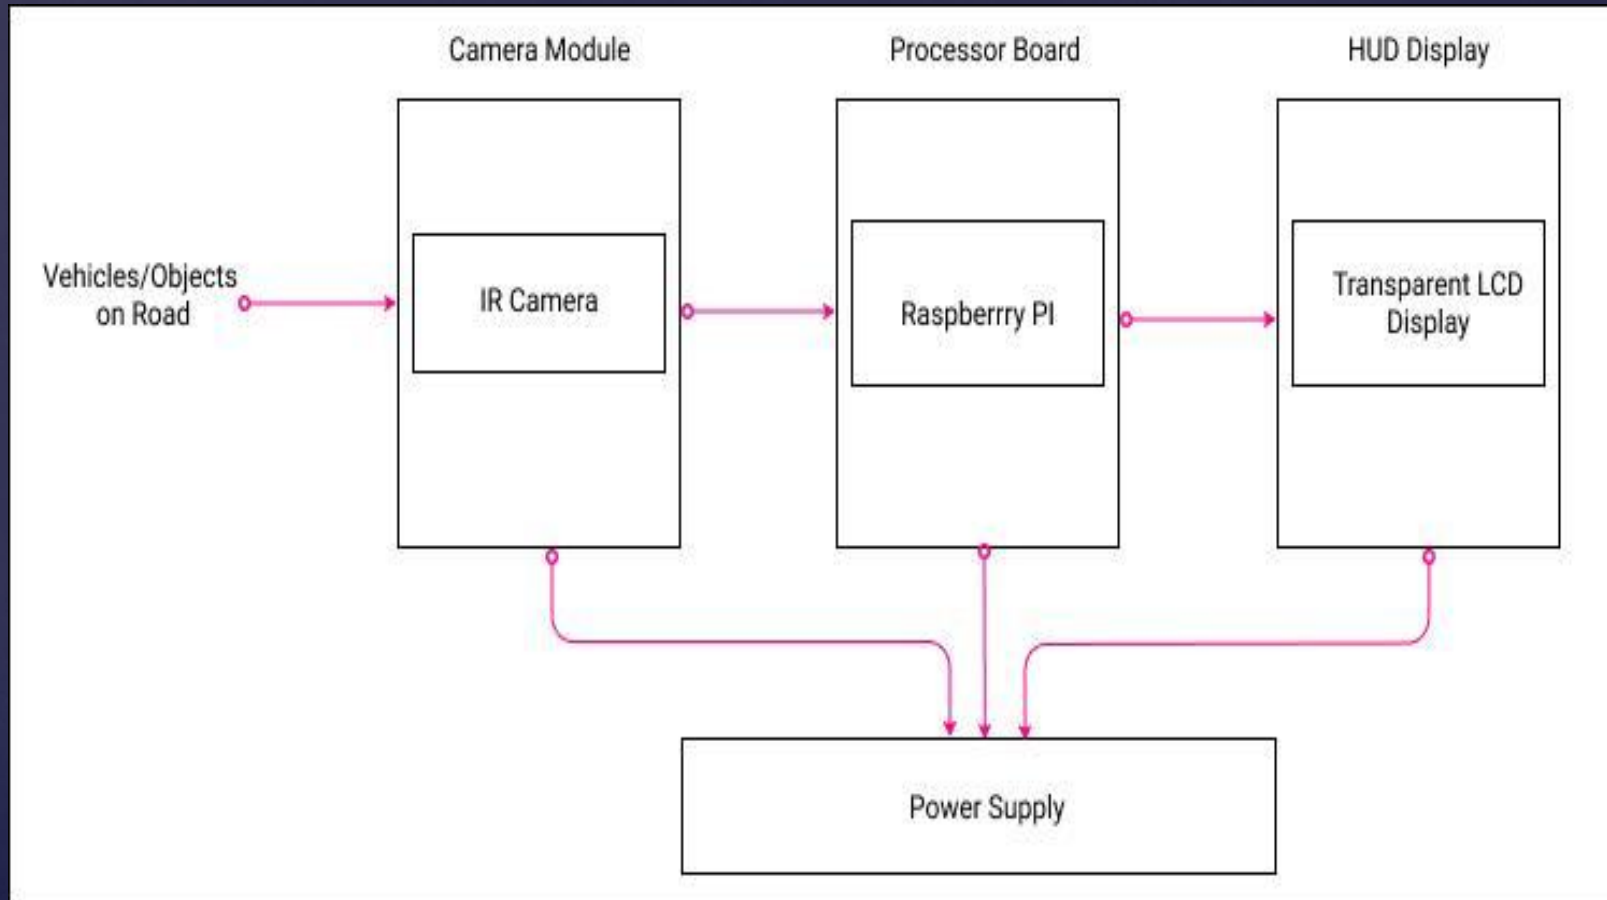 Camera Module
Processor Board
HUD Display
Vehicles/Objects
on Road
IR Camera
Raspberrry PI
Transparent LCD
Display
Power Supply